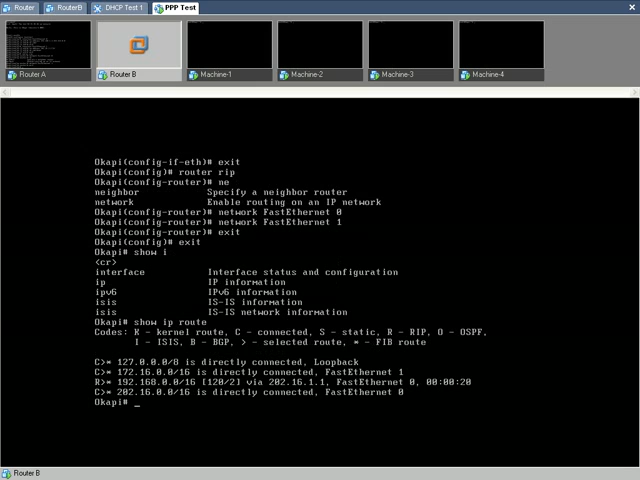 Router
RouterB
DHCP Test 1
PPP Test
Router A
Router B
Machine-1
Machine-2
Machine-3
Machine-4
Okapi(config-if-eth)# exit
Okapi(config)# router rip
Okapi(config-router)# ne
neighbor Specify a neighbor router
network Enable routing on an IP network
Okapi(config-router)# network FastEthernet 0
Okapi(config-router)# network FastEthernet 1
Okapi(config-router)# exit
Okapi(config)# exit
Okapi# show i
<cr>
interface Interface status and configuration
ip IP information
ipv6 IPv6 information
isis IS-IS information
isis IS-IS network information
Okapi# show ip route
Codes: K - kernel route, C - connected, S - static, R - RIP, O - OSPF,
I - ISIS, B - BGP, > - selected route, * - FIB route
C>* 127.0.0.0/8 is directly connected, Loopback
C>* 172.16.0.0/16 is directly connected, FastEthernet 1
R>* 192.168.0.0/16 [120/2] via 202.16.1.1, FastEthernet 0, 00:00:20
C>* 202.16.0.0/16 is directly connected, FastEthernet 0
Okapi# _
Router B